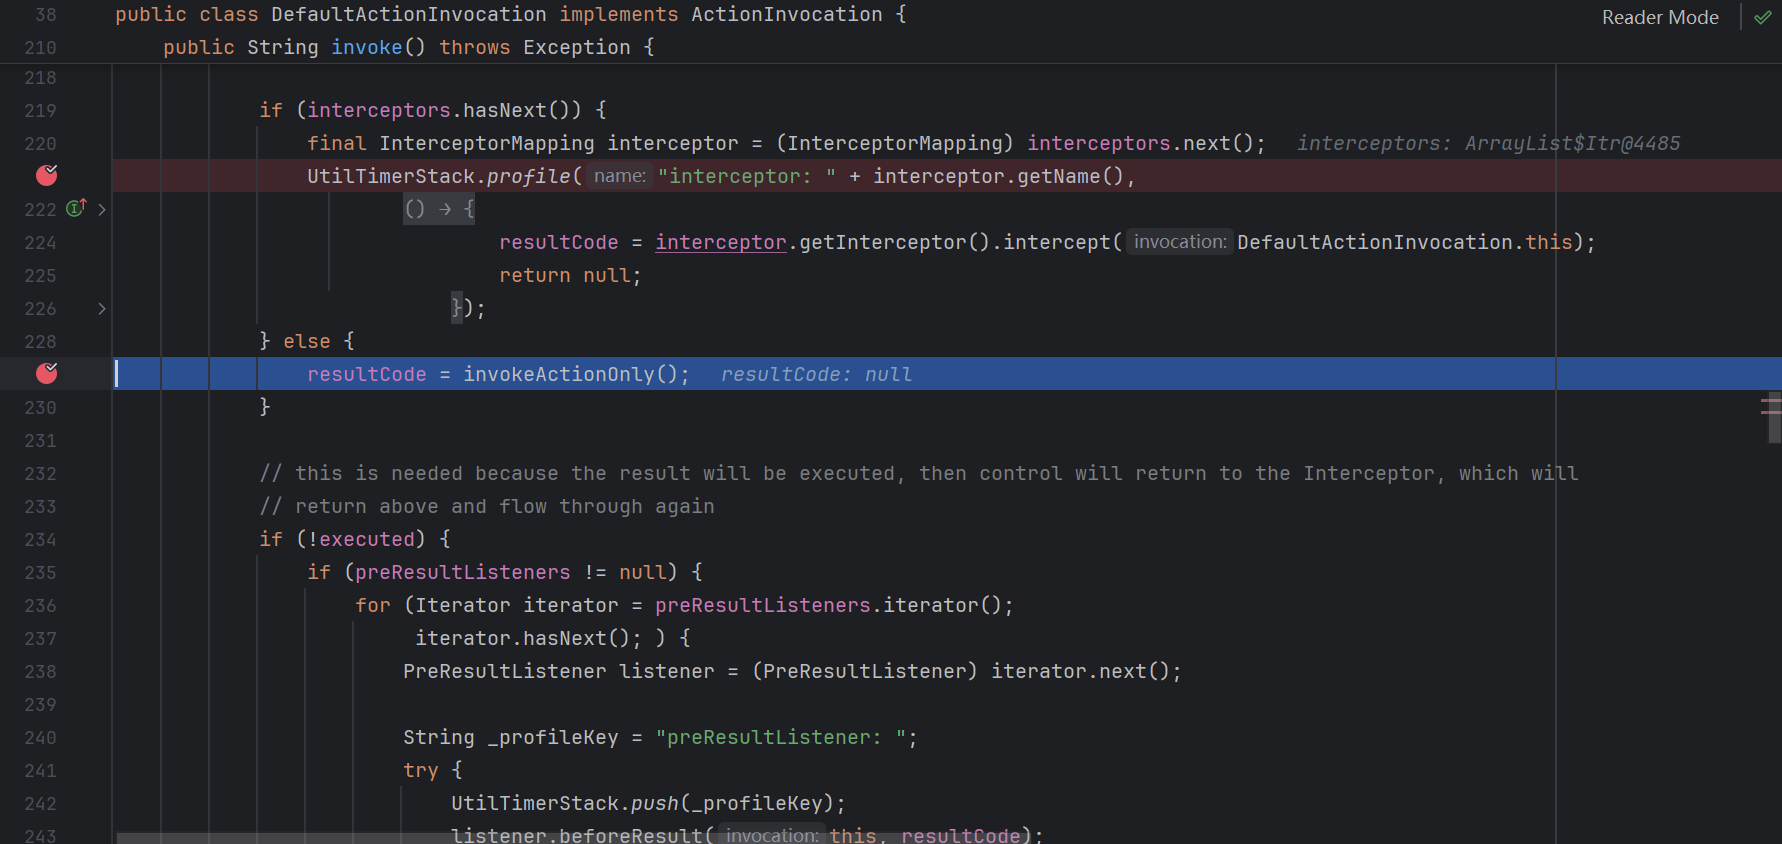 38 public class DefaultActionInvocation implements ActionInvocation {
Reader Mode
210 public String invoke() throws Exception {
218
219 if (interceptors.hasNext()) {
220 final InterceptorMapping interceptor = (InterceptorMapping) interceptors.next(); interceptors: ArrayList$Itr@4485
UtilTimerStack.profile( name: "interceptor: " + interceptor.getName(),
222 () → {
224 resultCode = interceptor.getInterceptor().intercept( invocation: DefaultActionInvocation.this);
225 return null;
226 });
228 } else {
resultCode = invokeActionOnly(); resultCode: null
230 }
231
232 // this is needed because the result will be executed, then control will return to the Interceptor, which will
233 // return above and flow through again
234 if (!executed) {
235 if (preResultListeners != null) {
236 for (Iterator iterator = preResultListeners.iterator();
237 iterator.hasNext(); ) {
238 PreResultListener listener = (PreResultListener) iterator.next();
239
240 String _profileKey = "preResultListener: ";
241 try {
242 UtilTimerStack.push(_profileKey);
243 listener.beforeResult( invocation: this, resultCode);